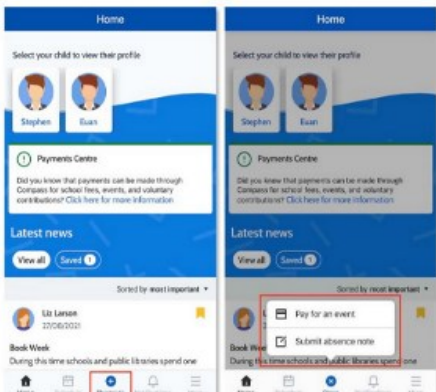 Home
Select your child to view their profile
Stephen
Euan
Payments Centre
Did you know that payments can be made through
Compass for school fees, events, and voluntary
contributions? Click here for more information
Latest news
View all
Saved 1
Sorted by most important
Liz Larson
27/08/2021
Book Week
During this time schools and public libraries spend one
Home
Home
Select your child to view their profile
Stephen
Euan
Payments Centre
Did you know that payments can be made through
Compass for school fees, events, and voluntary
contributions? Click here for more information
Latest news
View all
Saved 1
Sorted by most important
Pay for an event
Submit absence note
Book Week
During this time schools and public libraries spend one
Home